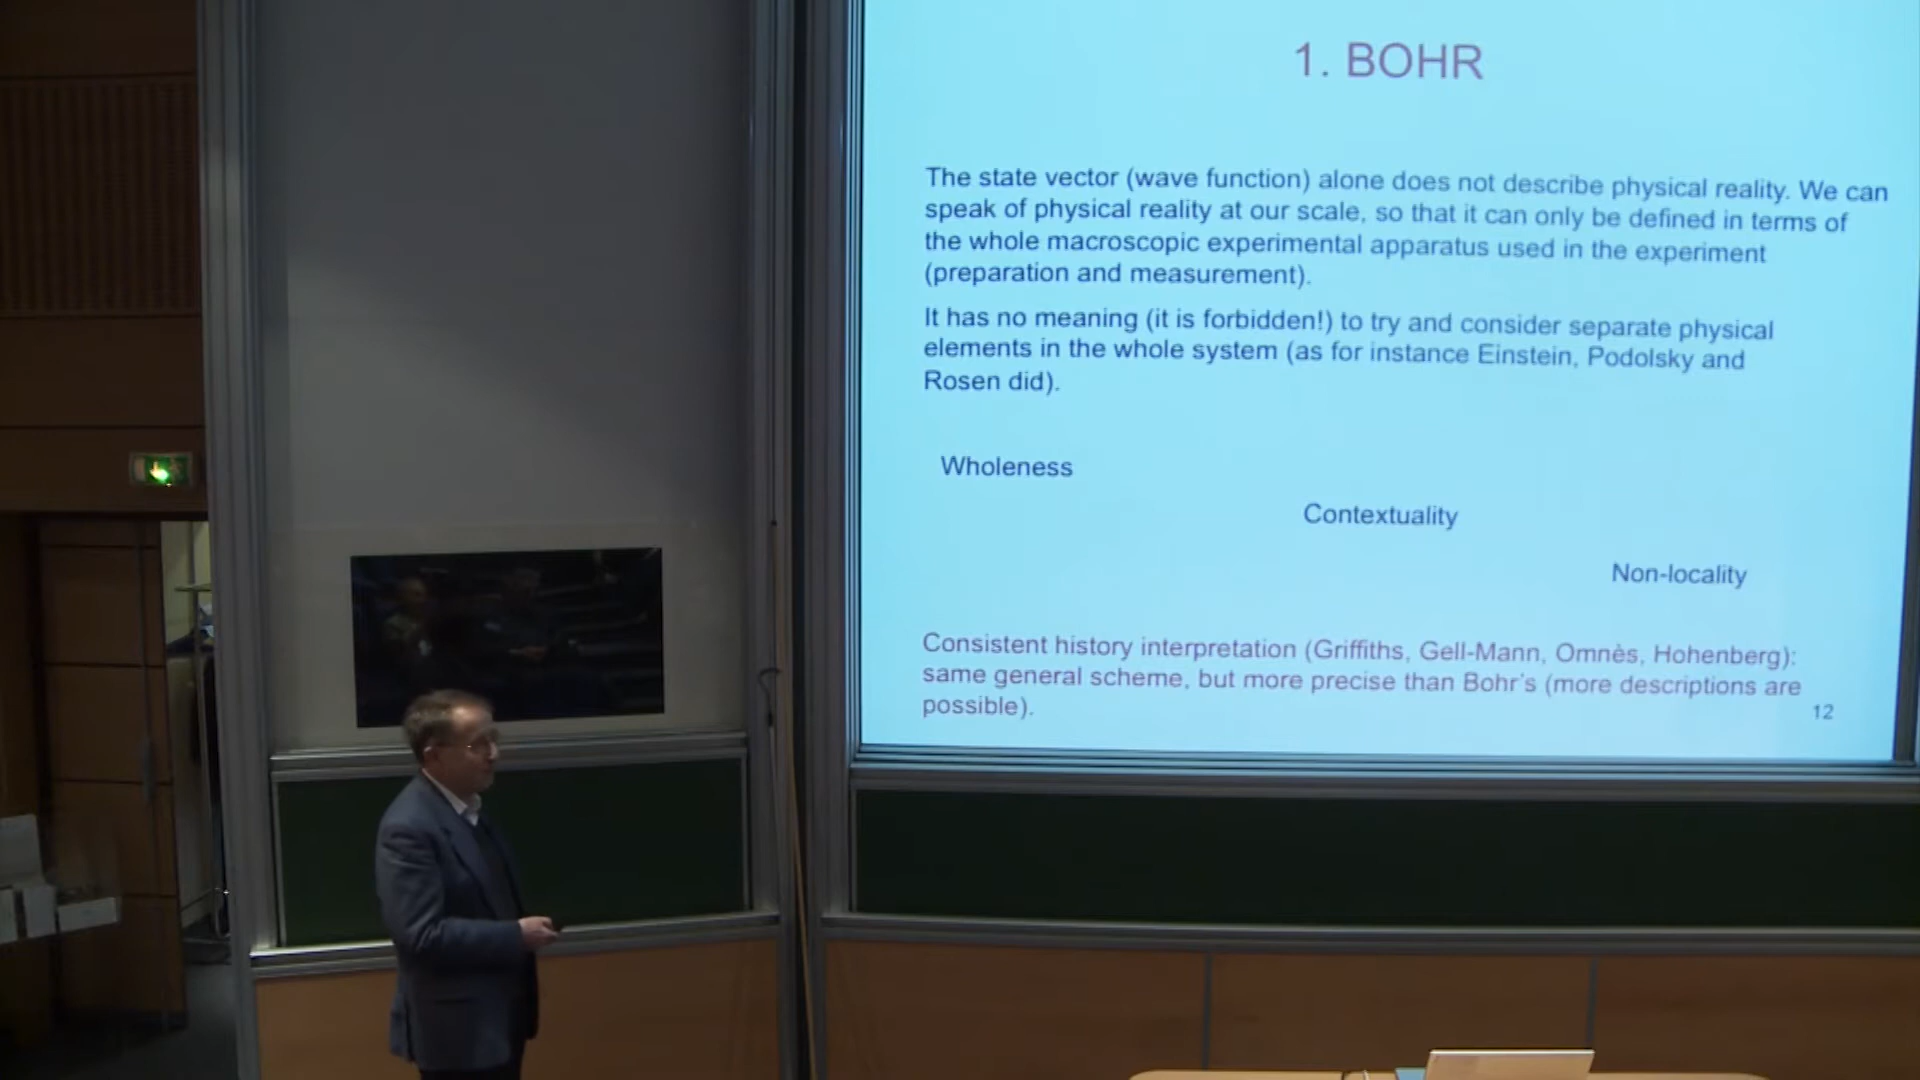 1. BOHR
The state vector (wave function) alone does not describe physical reality. We can
speak of physical reality at our scale, so that it can only be defined in terms of
the whole macroscopic experimental apparatus used in the experiment
(preparation and measurement).
It has no meaning (it is forbidden!) to try and consider separate physical
elements in the whole system (as for instance Einstein, Podolsky and
Rosen did).
Wholeness
Contextuality
Non-locality
Consistent history interpretation (Griffiths, Gell-Mann, Omnès, Hohenberg):
same general scheme, but more precise than Bohr's (more descriptions are
possible).
12